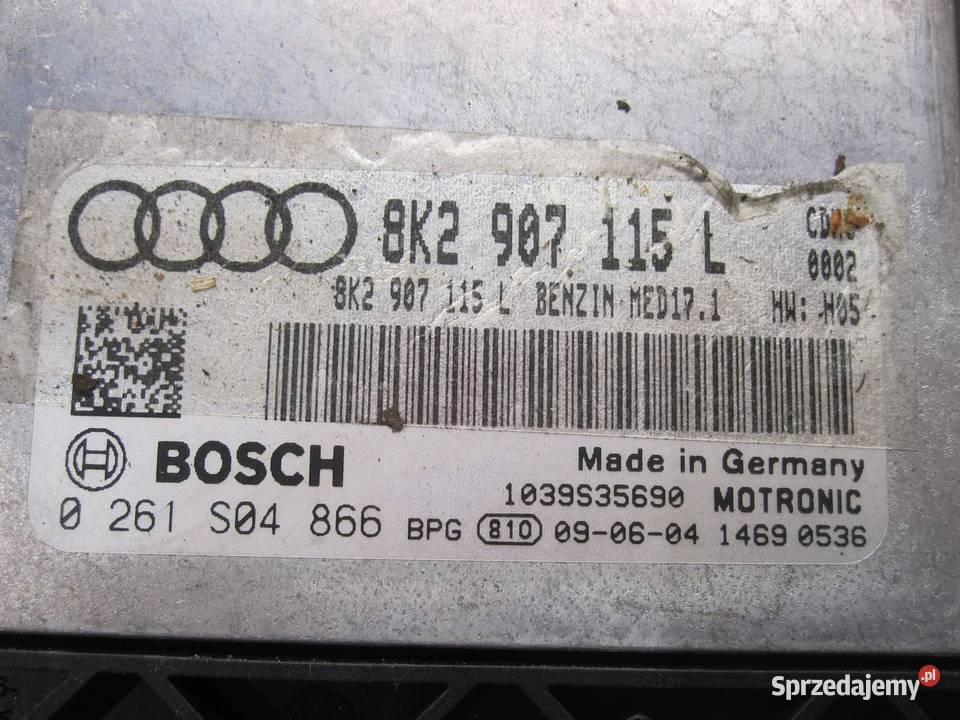 8K2 907 115 L
0002
8K2 907 115 L BENZIN MED17.1 HW: H05
BOSCH
Made in Germany
1039S35690 MOTRONIC
0 261 S04 866 BPG 810 09-06-04 1469 0536
Sprzedajemy.pl